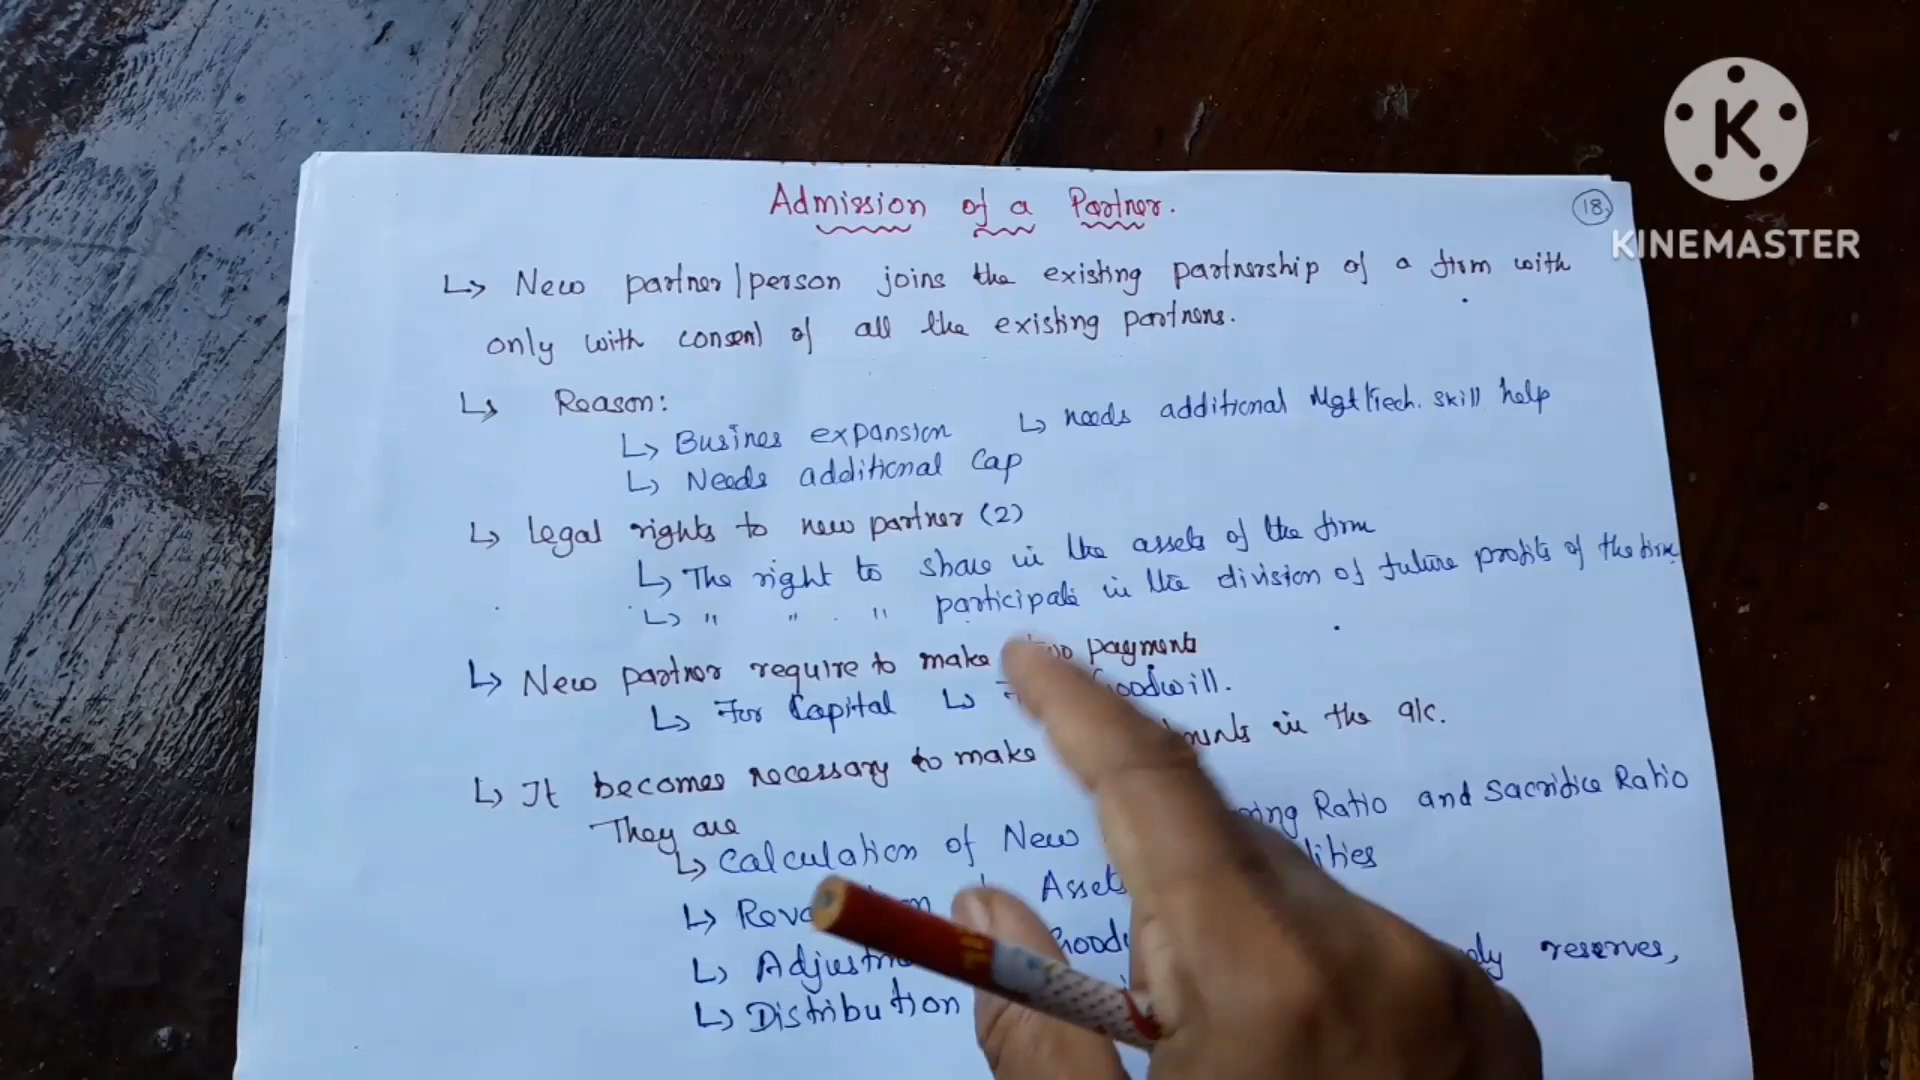 K
KINEMASTER
18
Admission of a Partner.
↳ New partner/person joins the existing partnership of a firm with
only with consent of all the existing partners.
↳ Reason:
↳ Busines expansion ↳ needs additional Mgt/Tech. skill help
↳ Needs additional Cap
↳ Legal rights to new partner (2)
↳ The right to share in the assets of the firm
↳ " " " participate in the division of future profits of the firm
↳ New partner require to make two payments
↳ For Capital ↳ Goodwill.
↳ It becomes necessary to make in the a/c.
They are
↳ Calculation of New Ratio and Sacrifice Ratio
↳ Assets
↳ 
↳ Distribution reserves,